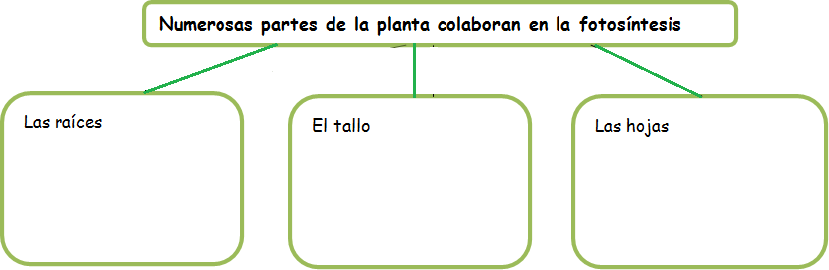 Numerosas partes de la planta colaboran en la fotosíntesis
Las raíces
El tallo
Las hojas